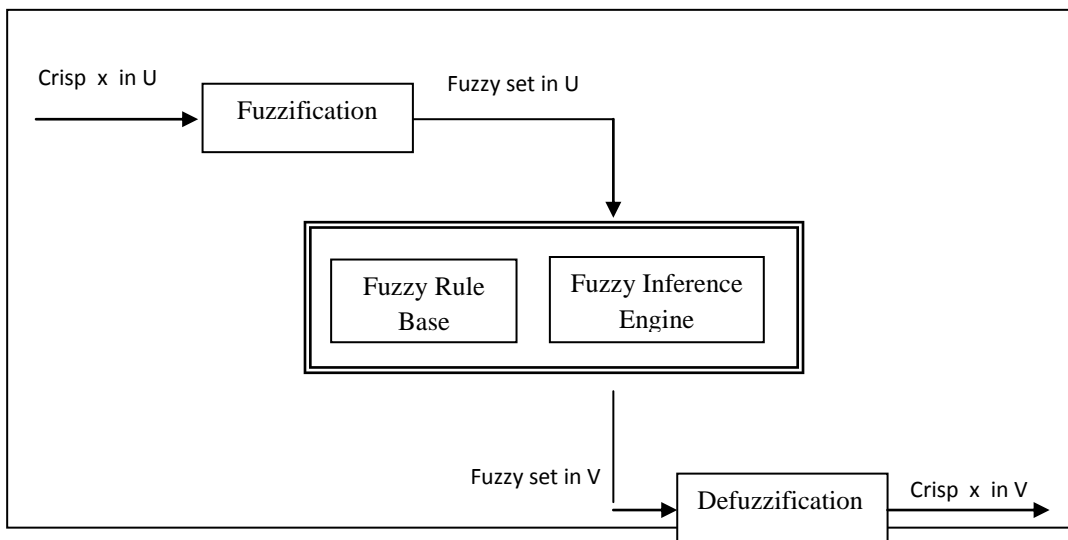 Crisp x in U
Fuzzification
Fuzzy set in U
Fuzzy Rule
Base
Fuzzy Inference
Engine
Fuzzy set in V
Defuzzification
Crisp x in V